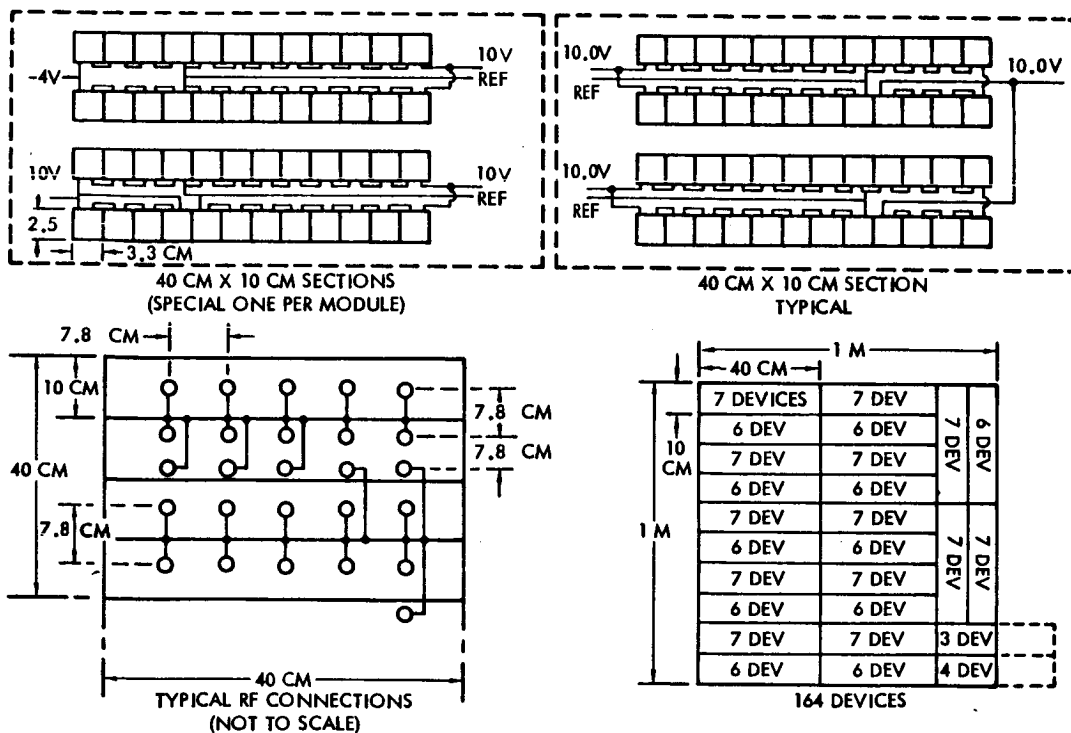 -4V
10V
REF
10V
10V
REF
2.5
3.3 CM
40 CM X 10 CM SECTIONS
(SPECIAL ONE PER MODULE)
10.0V
REF
10.0V
10.0V
REF
40 CM X 10 CM SECTION
TYPICAL
7.8 CM
10 CM
40 CM
7.8 CM
7.8
CM
7.8
CM
40 CM
TYPICAL RF CONNECTIONS
(NOT TO SCALE)
1 M
40 CM
10
CM
1 M
7 DEVICES 7 DEV
6 DEV 6 DEV
7 DEV 7 DEV
6 DEV 6 DEV
7 DEV 7 DEV
6 DEV 6 DEV
7 DEV 7 DEV
6 DEV 6 DEV
7 DEV 7 DEV 3 DEV
6 DEV 6 DEV 4 DEV
7 DEV
6 DEV
7 DEV
7 DEV
164 DEVICES